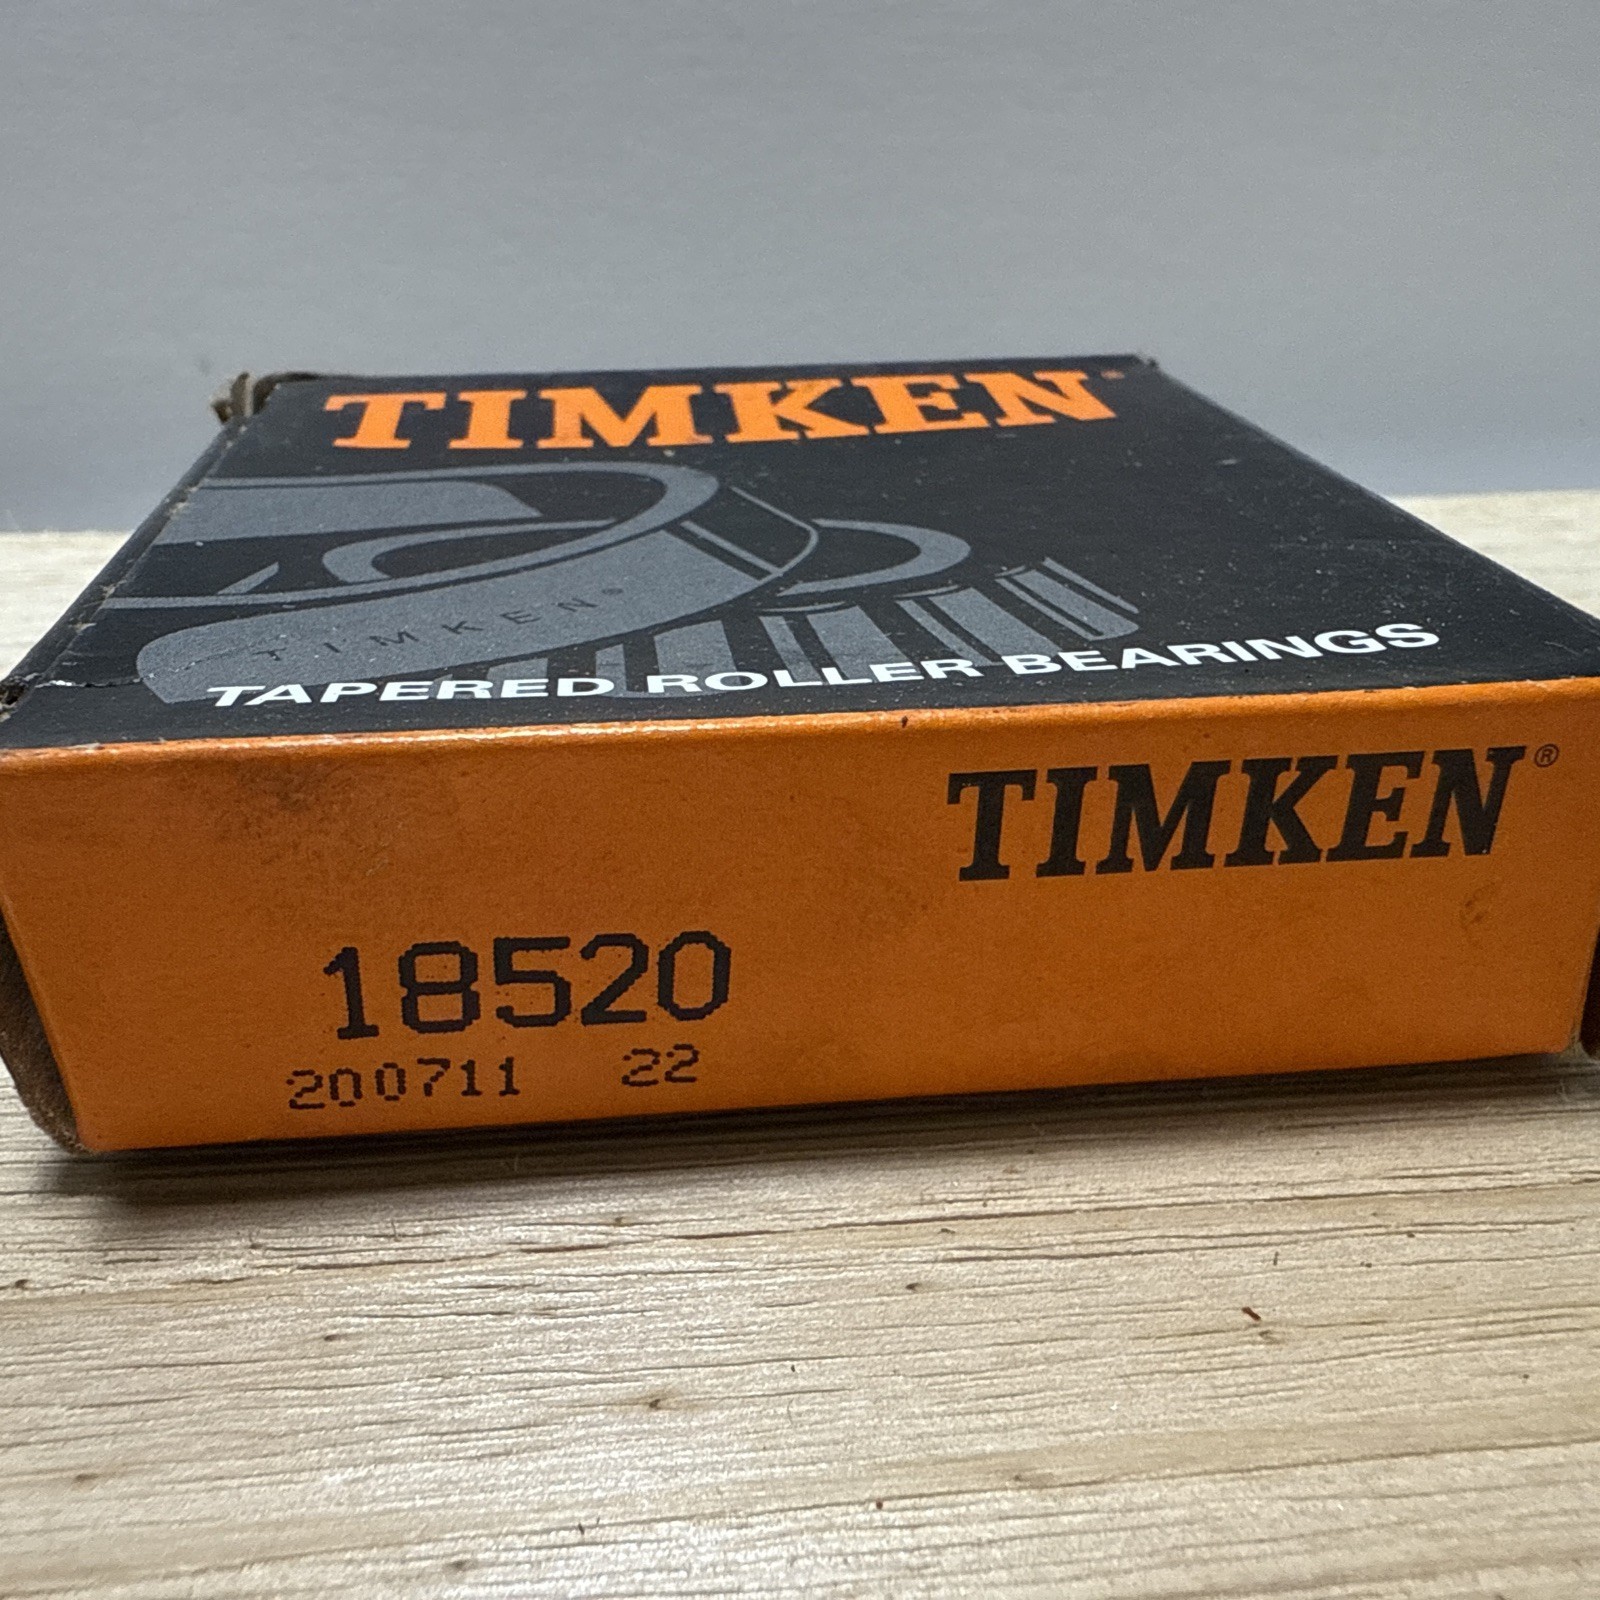 TIMKEN
TIMKEN®
TAPERED ROLLER BEARINGS
TIMKEN®
18520
200711 22